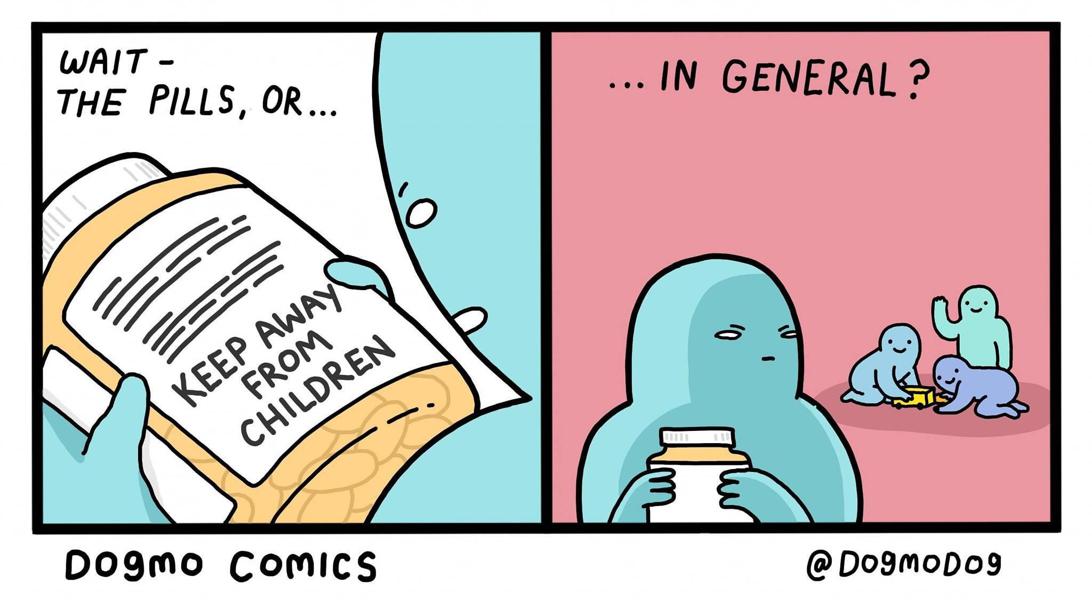 WAIT -
THE PILLS, OR...
KEEP AWAY
FROM
CHILDREN
... IN GENERAL?
DOGMO COMICS
@DOGMODOG